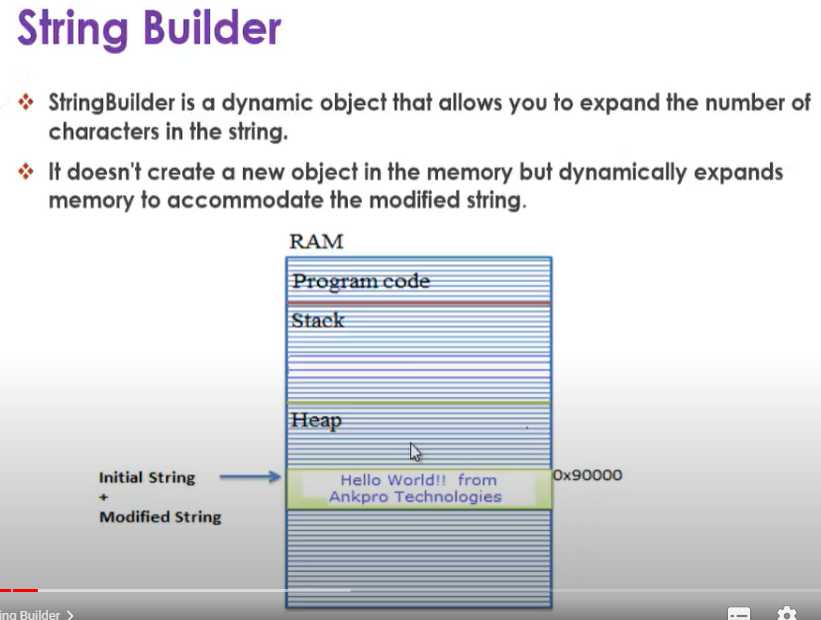 String Builder
StringBuilder is a dynamic object that allows you to expand the number of
characters in the string.
It doesn't create a new object in the memory but dynamically expands
memory to accommodate the modified string.
RAM
Program code
Stack
Heap
Initial String
+
Modified String
Hello World!! from
Ankpro Technologies
0x90000
ing Builder >